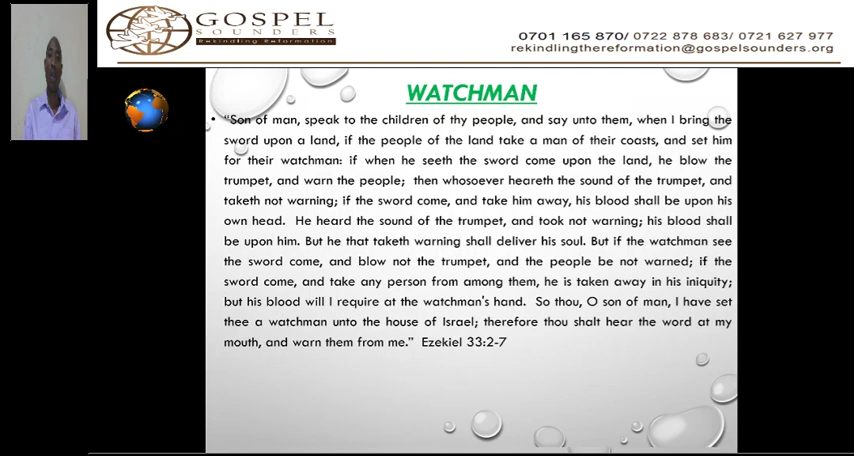 GOSPEL
SOUNDERS
Rekindling Reformation
0701 165 870/ 0722 878 683/ 0721 627 977
rekindlingthereformation@gospelsounders.org
WATCHMAN
• “Son of man, speak to the children of thy people, and say unto them, when I bring the
sword upon a land, if the people of the land take a man of their coasts, and set him
for their watchman: if when he seeth the sword come upon the land, he blow the
trumpet, and warn the people; then whosoever heareth the sound of the trumpet, and
taketh not warning; if the sword come, and take him away, his blood shall be upon his
own head. He heard the sound of the trumpet, and took not warning; his blood shall
be upon him. But he that taketh warning shall deliver his soul. But if the watchman see
the sword come, and blow not the trumpet, and the people be not warned; if the
sword come, and take any person from among them, he is taken away in his iniquity;
but his blood will I require at the watchman's hand. So thou, O son of man, I have set
thee a watchman unto the house of Israel; therefore thou shalt hear the word at my
mouth, and warn them from me.” Ezekiel 33:2-7